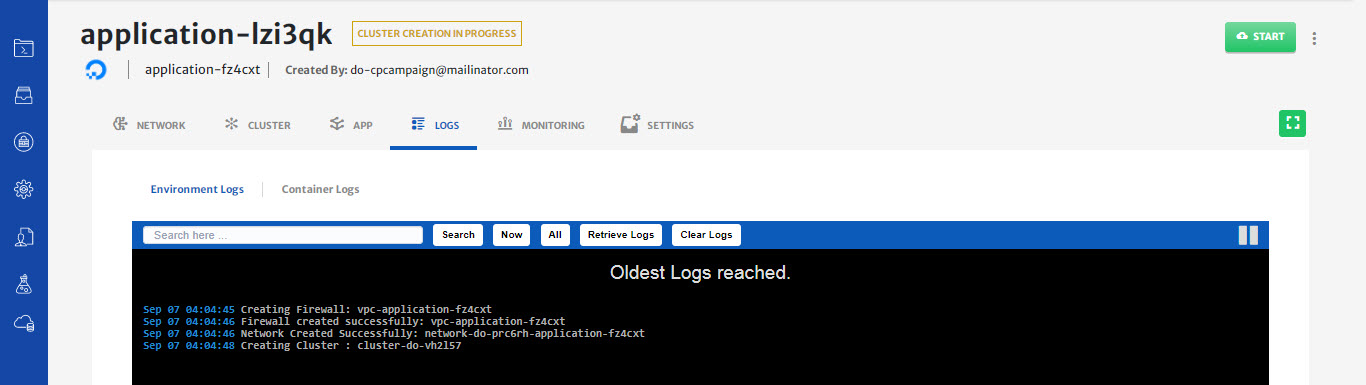 application-lzi3qk CLUSTER CREATION IN PROGRESS START
application-fz4cxt Created By: do-cpcampaign@mailinator.com
NETWORK CLUSTER APP LOGS MONITORING SETTINGS
Environment Logs Container Logs
Search here ... Search Now All Retrieve Logs Clear Logs
Oldest Logs reached.
Sep 07 04:04:45 Creating Firewall: vpc-application-fz4cxt
Sep 07 04:04:46 Firewall created successfully: vpc-application-fz4cxt
Sep 07 04:04:46 Network Created Successfully: network-do-prc6rh-application-fz4cxt
Sep 07 04:04:48 Creating Cluster : cluster-do-vh2l57